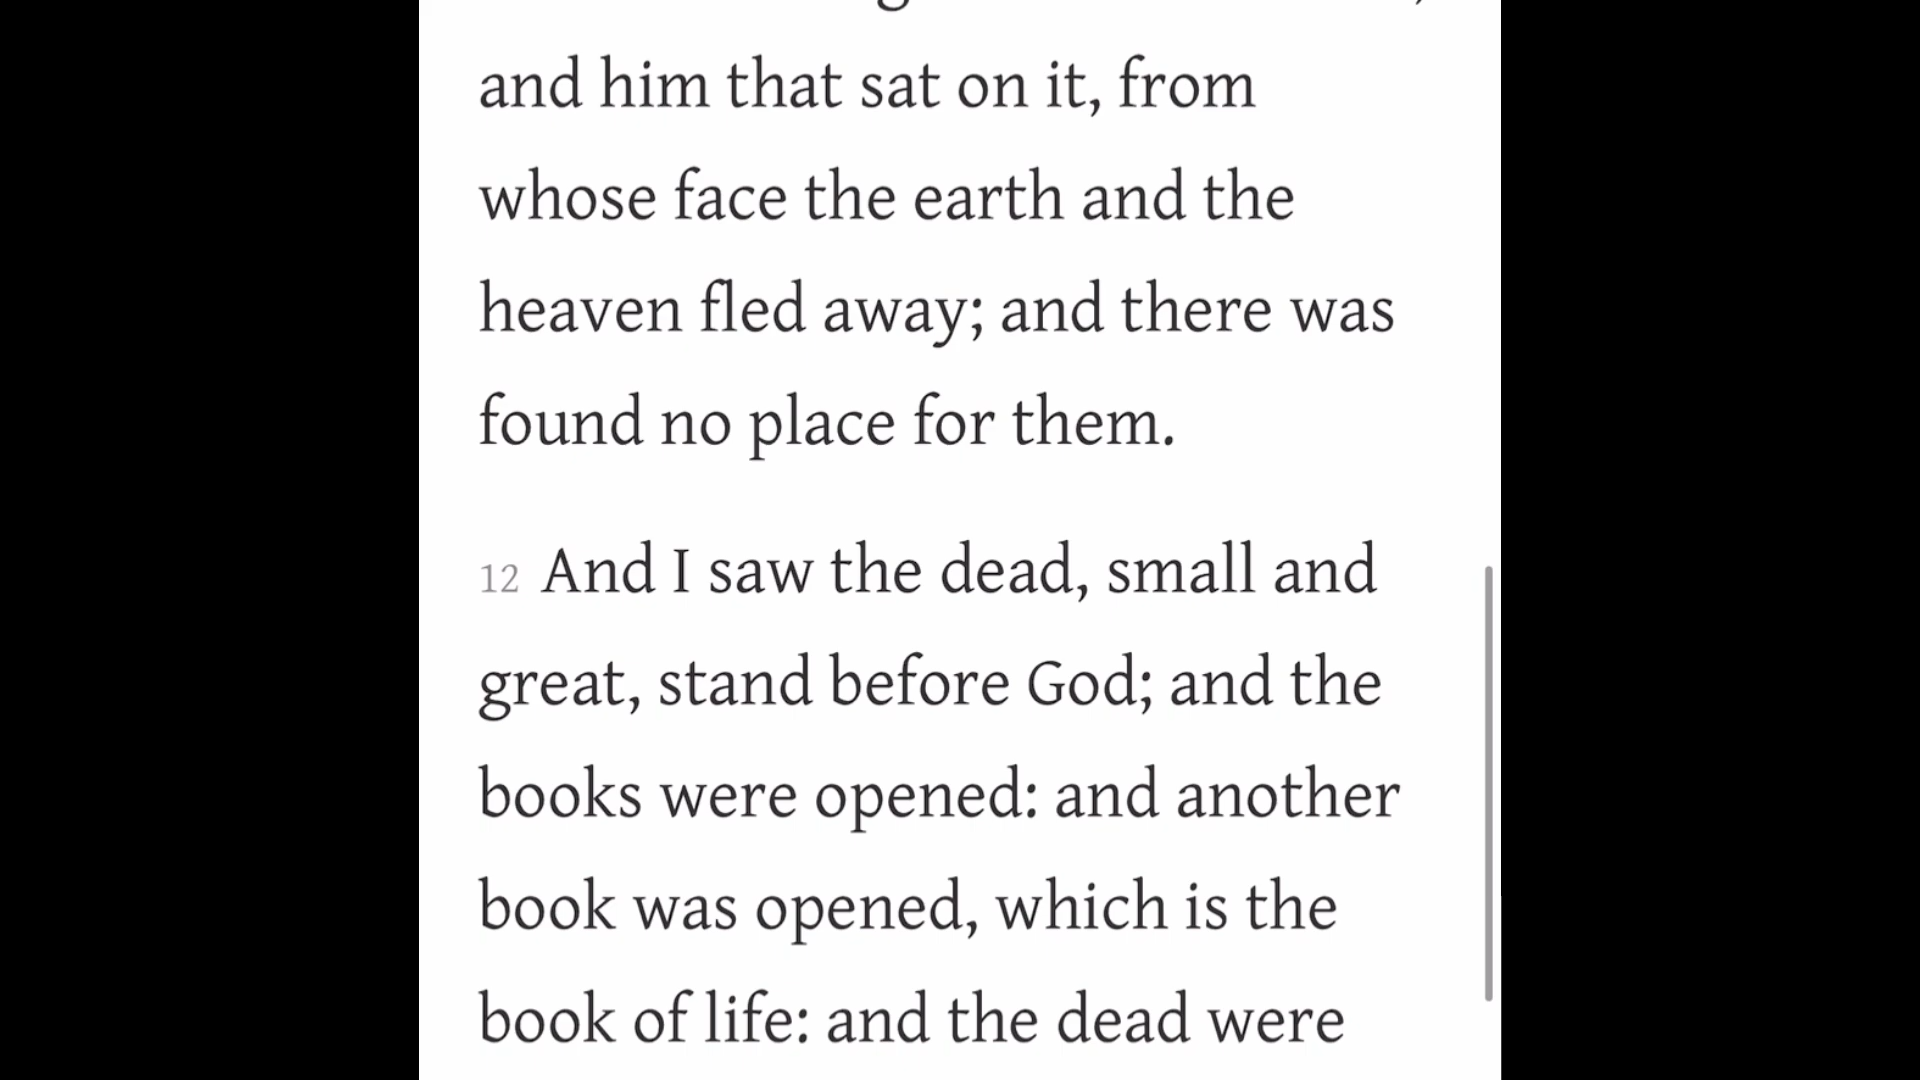 and him that sat on it, from
whose face the earth and the
heaven fled away; and there was
found no place for them.
12 And I saw the dead, small and
great, stand before God; and the
books were opened: and another
book was opened, which is the
book of life: and the dead were